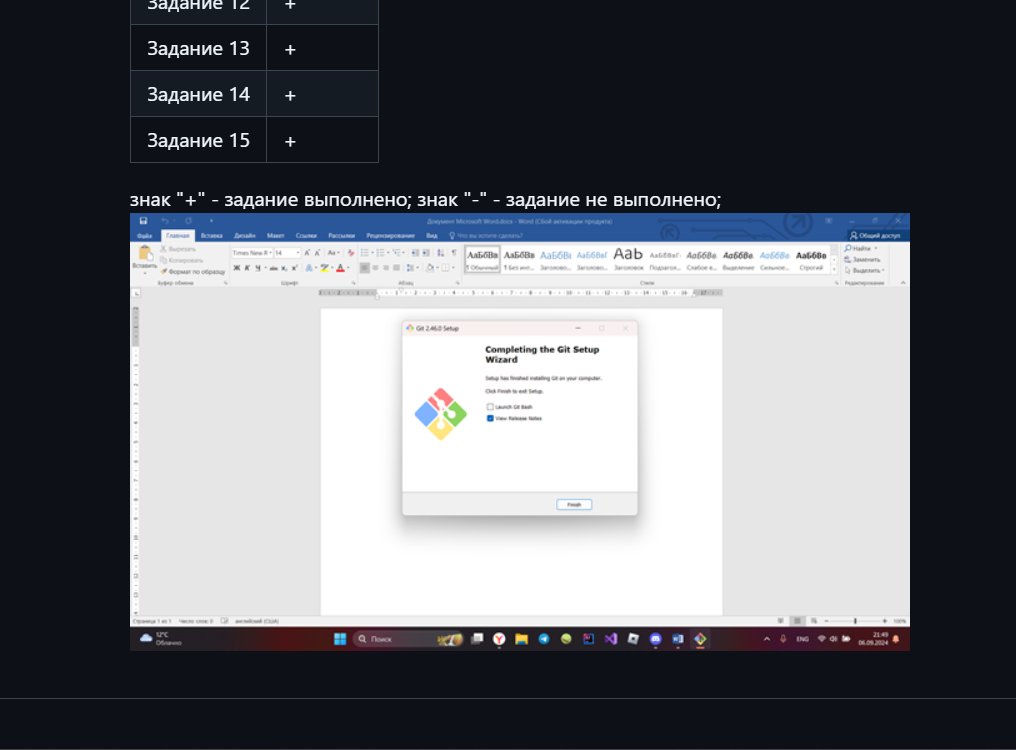 Задание 12 +
Задание 13 +
Задание 14 +
Задание 15 +
знак "+" - задание выполнено; знак "-" - задание не выполнено;
Документ Microsoft Word.docx - Word (Сбой активации продукта)
Файл Главная Вставка Дизайн Макет Ссылки Рассылки Рецензирование Вид Что вы хотите сделать? Общий доступ
Вставить
Вырезать
Копировать
Формат по образцу
Буфер обмена
Times New R 14
Ж К Ч
Шрифт
Абзац
АаБбВв АаБбВв АаБбВı АаБбВвГ АаБ АаБбВвГ АаБбВв АаБбВв АаБбВв АаБбВв
¶ Обычный ¶ Без инт... Заголово... Заголово... Заголовок Подзагол... Слабое в... Выделение Сильное... Строгий
Стили
Найти
Заменить
Выделить
Редактирование
Git 2.46.0 Setup
Completing the Git Setup
Wizard
Setup has finished installing Git on your computer.
Click Finish to exit Setup.
Launch Git Bash
View Release Notes
Finish
Страница 1 из 1 Число слов: 0 английский (США) 100%
12°C
Облачно
Поиск
ENG
21:49
06.09.2024